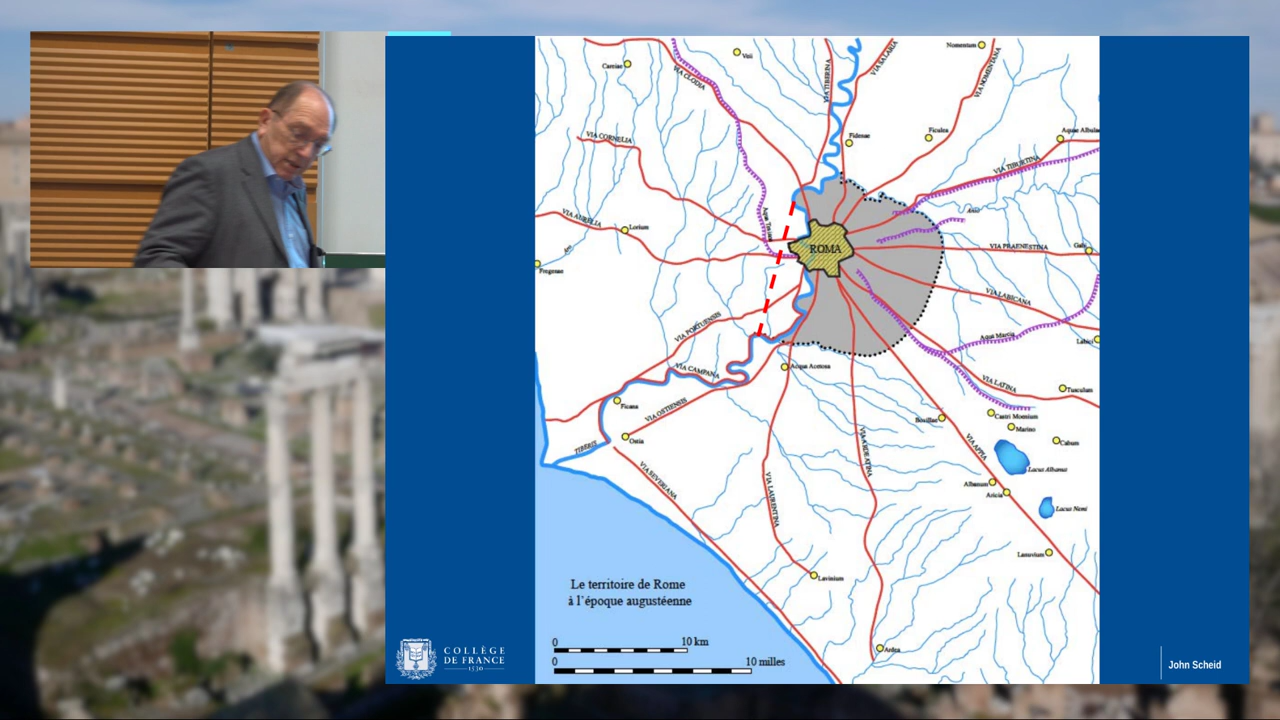 Nomentum
Veii
Careiae
VIA CLODIA
VIA TIBERINA
VIA SALARIA
VIA NOMENTANA
VIA CORNELIA
Fidenae
Ficulea
Aquae Albulae
VIA TIBURTINA
VIA AURELIA
Lorium
Anio
ROMA
VIA PRAENESTINA
Gabii
Fregenae
VIA LABICANA
VIA PORTUENSIS
Aqua Marcia
Labici
VIA CAMPANA
Acqua Acetosa
VIA LATINA
Tusculum
Ficana
VIA OSTIENSIS
Bovillae
Castri Moenium
Marino
Ostia
TIBERIS
VIA ARDEATINA
VIA APPIA
Cabum
VIA SEVERIANA
Lacus Albanus
VIA LAURENTINA
Albanum
Aricia
Lacus Nemi
Lanuvium
Lavinium
Le territoire de Rome
à l'époque augustéenne
0 10 km
0 10 milles
Ardea
COLLÈGE
DE FRANCE
1530
John Scheid